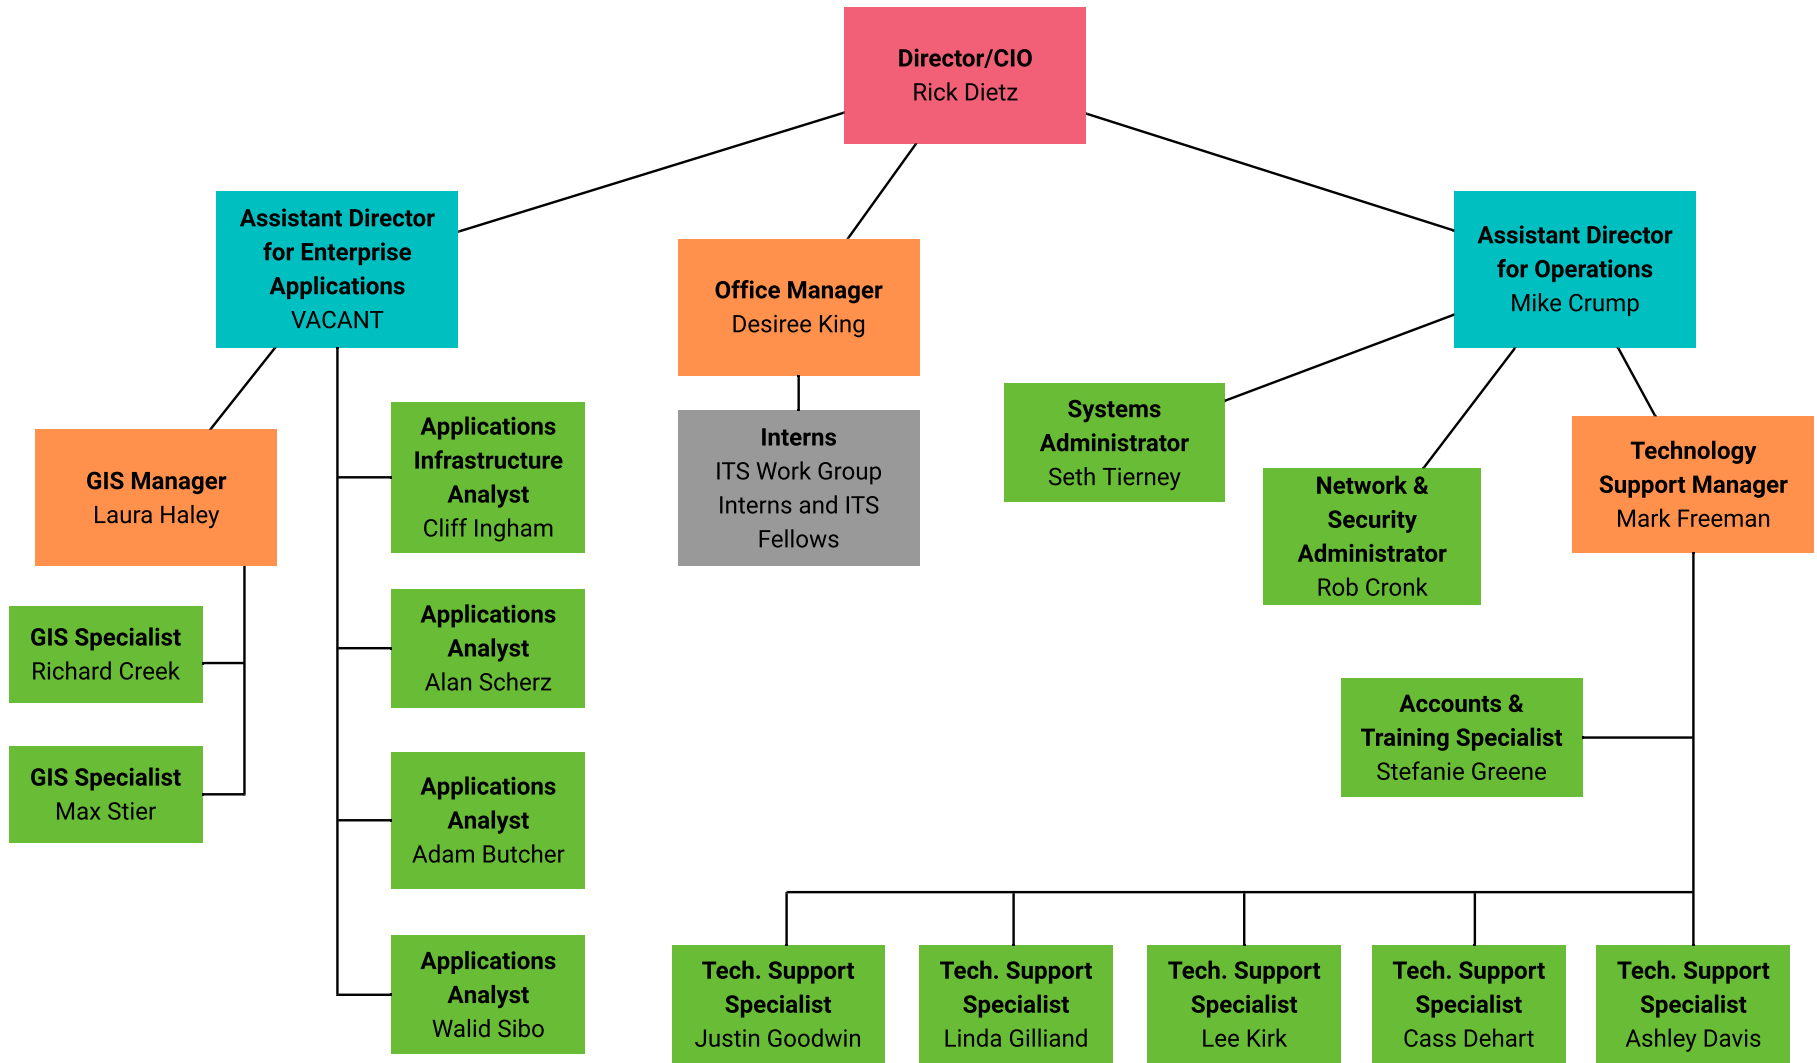 Director/CIO
Rick Dietz
Assistant Director
for Enterprise
Applications
VACANT
Office Manager
Desiree King
Assistant Director
for Operations
Mike Crump
GIS Manager
Laura Haley
GIS Specialist
Richard Creek
GIS Specialist
Max Stier
Applications
Infrastructure
Analyst
Cliff Ingham
Applications
Analyst
Alan Scherz
Applications
Analyst
Adam Butcher
Applications
Analyst
Walid Sibo
Interns
ITS Work Group
Interns and ITS
Fellows
Systems
Administrator
Seth Tierney
Network &
Security
Administrator
Rob Cronk
Technology
Support Manager
Mark Freeman
Accounts &
Training Specialist
Stefanie Greene
Tech. Support
Specialist
Justin Goodwin
Tech. Support
Specialist
Linda Gilliand
Tech. Support
Specialist
Lee Kirk
Tech. Support
Specialist
Cass Dehart
Tech. Support
Specialist
Ashley Davis